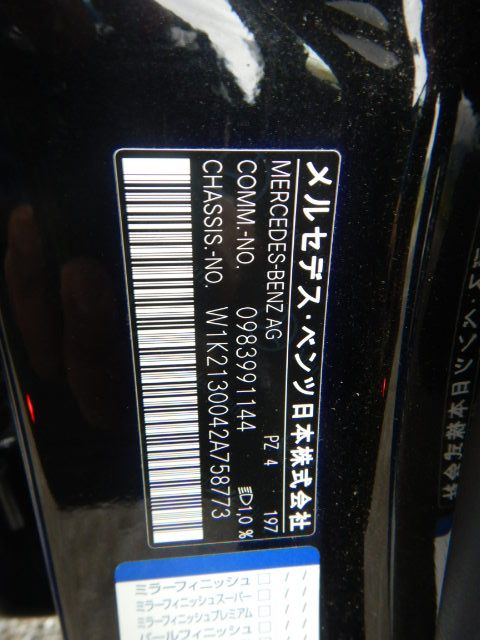 メルセデス・ベンツ日本株式会社
MERCEDES-BENZ AG PZ 4 197
COMM.-NO. 0983991144 1,0%
CHASSIS.-NO. W1K2130042A758773
ミラーフィニッシュ □ / /
ミラーフィニッシュスーパー □ / /
ミラーフィニッシュプレミアム □ / /
パールフィニッシュ □ / /